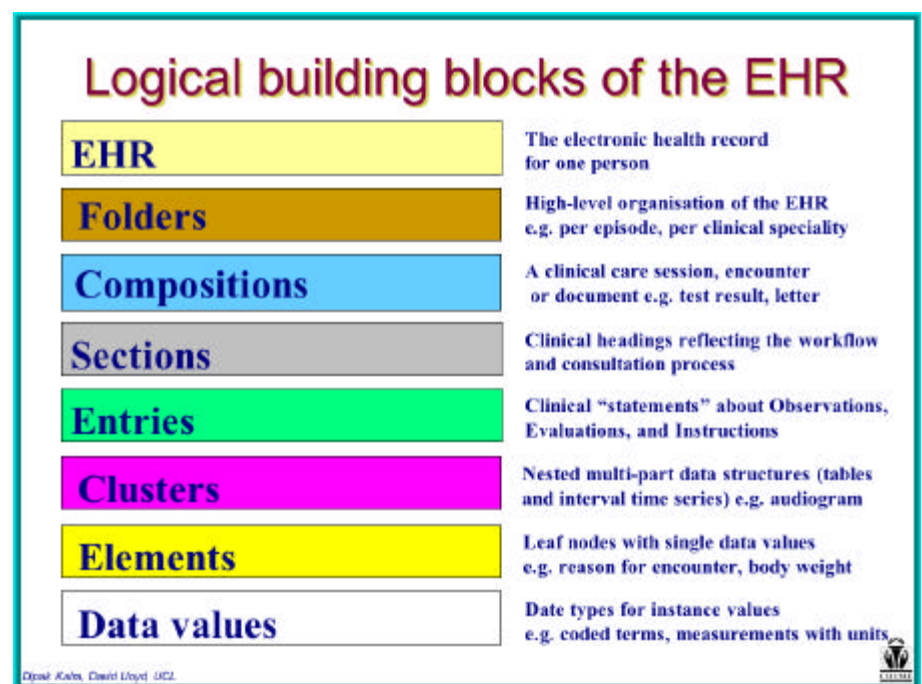 Logical building blocks of the EHR
EHR
The electronic health record
for one person
Folders
High-level organisation of the EHR
e.g. per episode, per clinical speciality
Compositions
A clinical care session, encounter
or document e.g. test result, letter
Sections
Clinical headings reflecting the workflow
and consultation process
Entries
Clinical “statements” about Observations,
Evaluations, and Instructions
Clusters
Nested multi-part data structures (tables
and interval time series) e.g. audiogram
Elements
Leaf nodes with single data values
e.g. reason for encounter, body weight
Data values
Date types for instance values
e.g. coded terms, measurements with units
Dipak Kalra, David Lloyd, UCL